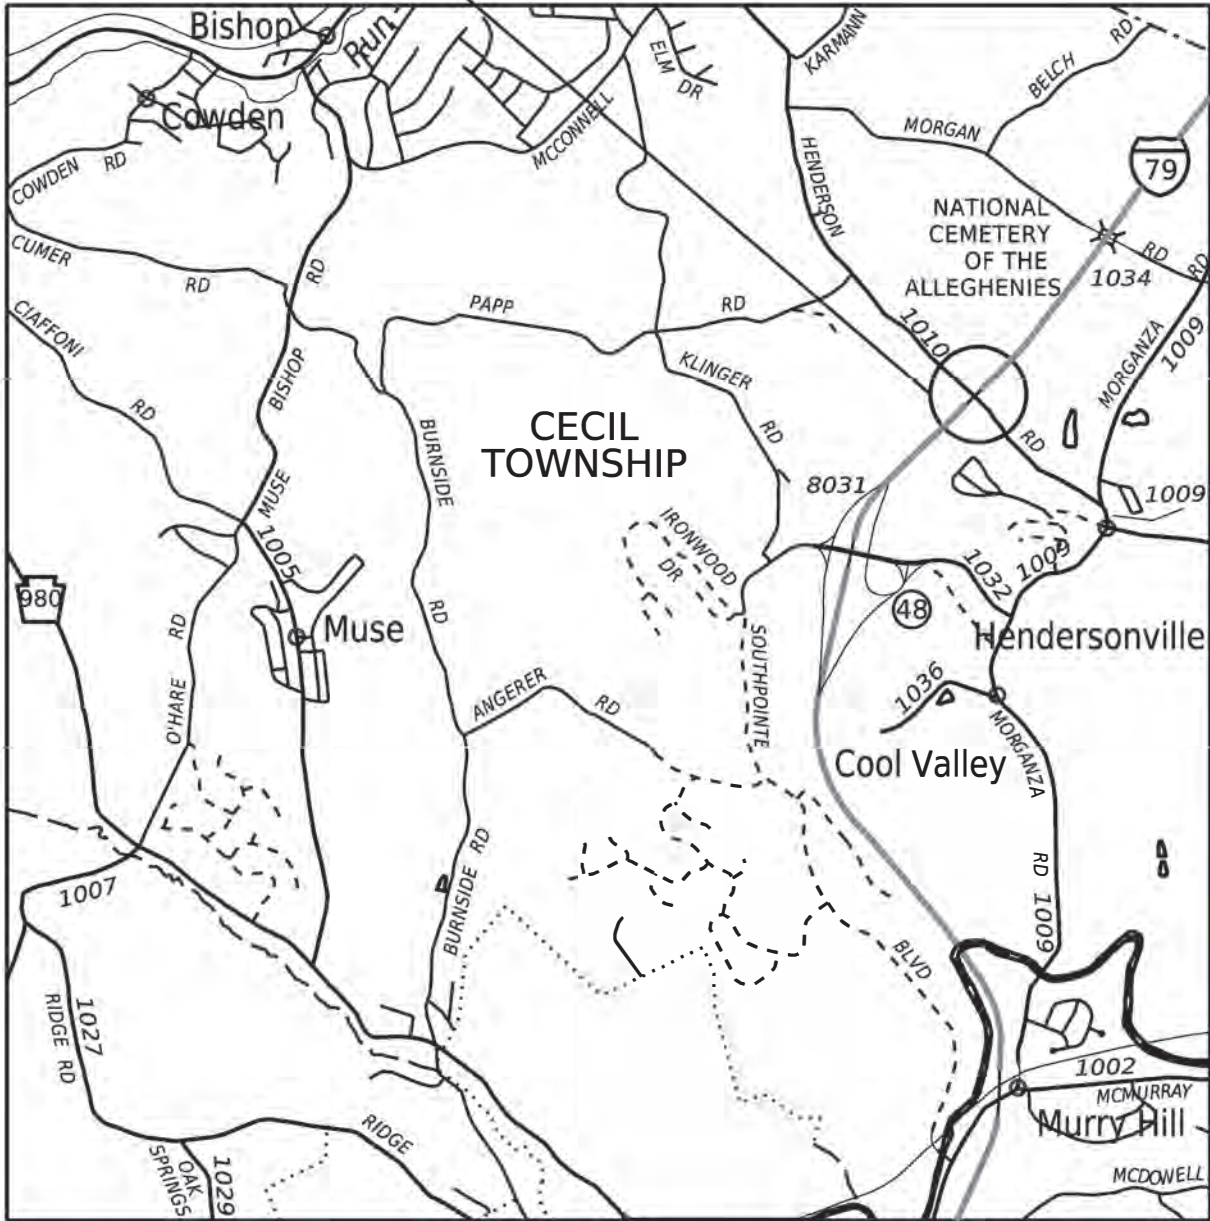 Bishop
Run
Cowden
COWDEN RD
ELM DR
MCCONNELL
KARMANN
BELCH RD
MORGAN
HENDERSON
79
NATIONAL
CEMETERY
OF THE
ALLEGHENIES
RD
1034
RD
CUMER
RD
RD
CIAFFONI
RD
PAPP
RD
1010
MORGANZA
1009
BISHOP
KLINGER
RD
RD
BURNSIDE
CECIL
TOWNSHIP
8031
1009
MUSE
1005
IRONWOOD
DR
1032
1009
980
Muse
RD
RD
48
Hendersonville
O'HARE
ANGERER
RD
SOUTHPOINTE
1036
MORGANZA
Cool Valley
BURNSIDE RD
RD 1009
1007
BLVD
RIDGE RD
1027
1002
MCMURRAY
Murry Hill
RIDGE
OAK
SPRINGS
1029
MCDOWELL